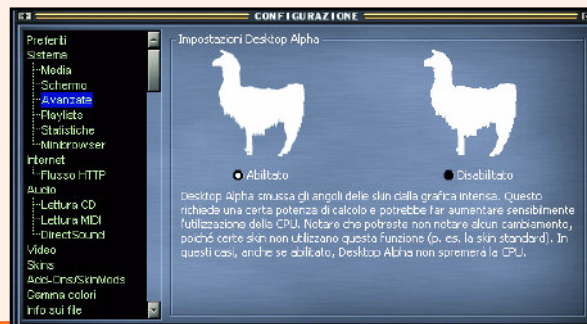 CONFIGURAZIONE
Preferiti
Sistema
Media
Schermo
Avanzate
Playlists
Statistiche
Minibrowser
Internet
Flusso HTTP
Audio
Lettura CD
Lettura MIDI
DirectSound
Video
Skins
Add-Ons/SkinMods
Gamma colori
Info sui file
Impostazioni Desktop Alpha
Abilitato
Disabilitato
Desktop Alpha smussa gli angoli delle skin dalla grafica intensa. Questo
richiede una certa potenza di calcolo e potrebbe far aumentare sensibilmente
l'utilizzazione della CPU. Notare che potreste non notare alcun cambiamento,
poiché certe skin non utilizzano questa funzione (p. es. la skin standard). In
questi casi, anche se abilitato, Desktop Alpha non spremerà la CPU.